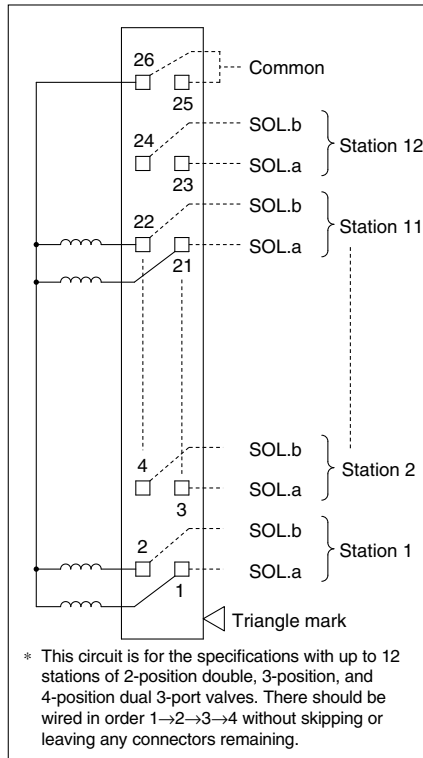 26
Common
25
SOL.b
24
Station 12
SOL.a
23
SOL.b
22
Station 11
SOL.a
21
SOL.b
4
Station 2
SOL.a
3
SOL.b
2
Station 1
SOL.a
1
Triangle mark
* This circuit is for the specifications with up to 12
stations of 2-position double, 3-position, and
4-position dual 3-port valves. There should be
wired in order 1→2→3→4 without skipping or
leaving any connectors remaining.